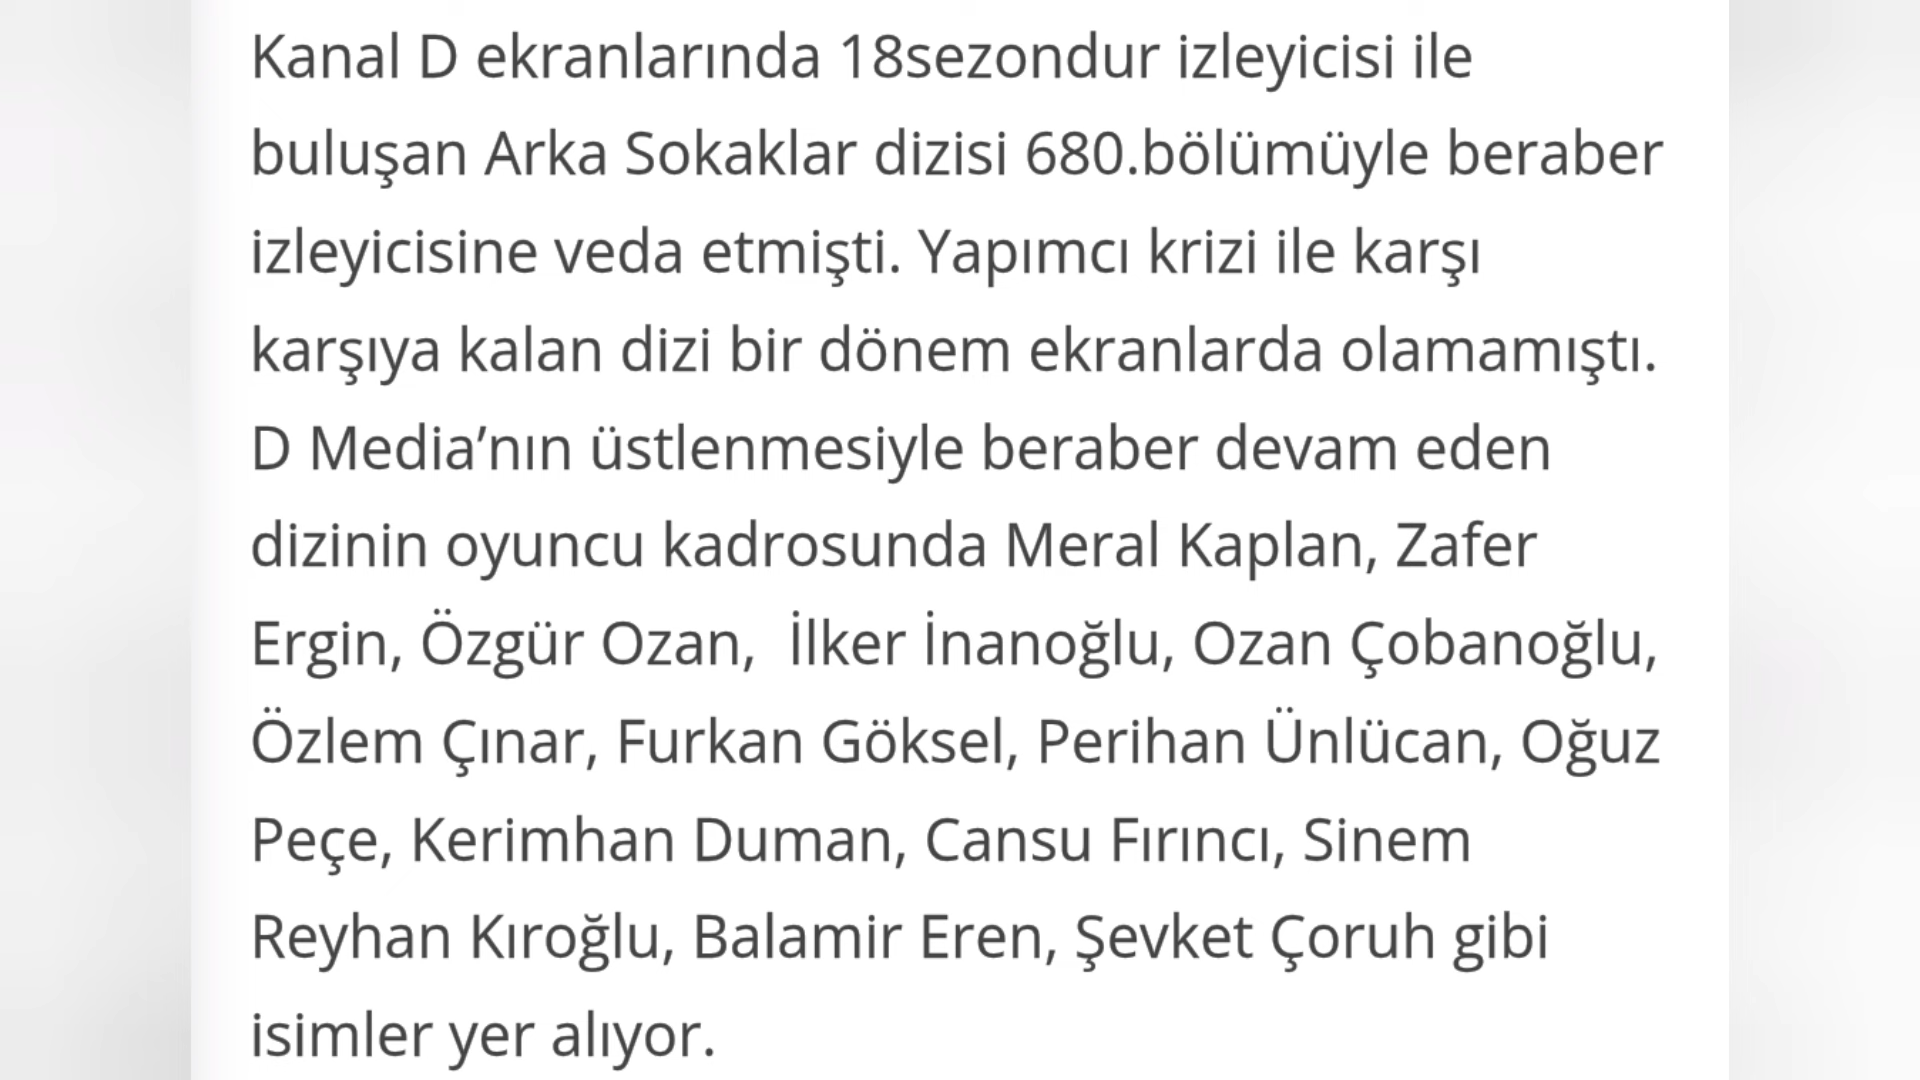 Kanal D ekranlarında 18sezondur izleyicisi ile
buluşan Arka Sokaklar dizisi 680.bölümüyle beraber
izleyicisine veda etmişti. Yapımcı krizi ile karşı
karşıya kalan dizi bir dönem ekranlarda olamamıştı.
D Media’nın üstlenmesiyle beraber devam eden
dizinin oyuncu kadrosunda Meral Kaplan, Zafer
Ergin, Özgür Ozan,  İlker İnanoğlu, Ozan Çobanoğlu,
Özlem Çınar, Furkan Göksel, Perihan Ünlücan, Oğuz
Peçe, Kerimhan Duman, Cansu Fırıncı, Sinem
Reyhan Kıroğlu, Balamir Eren, Şevket Çoruh gibi
isimler yer alıyor.